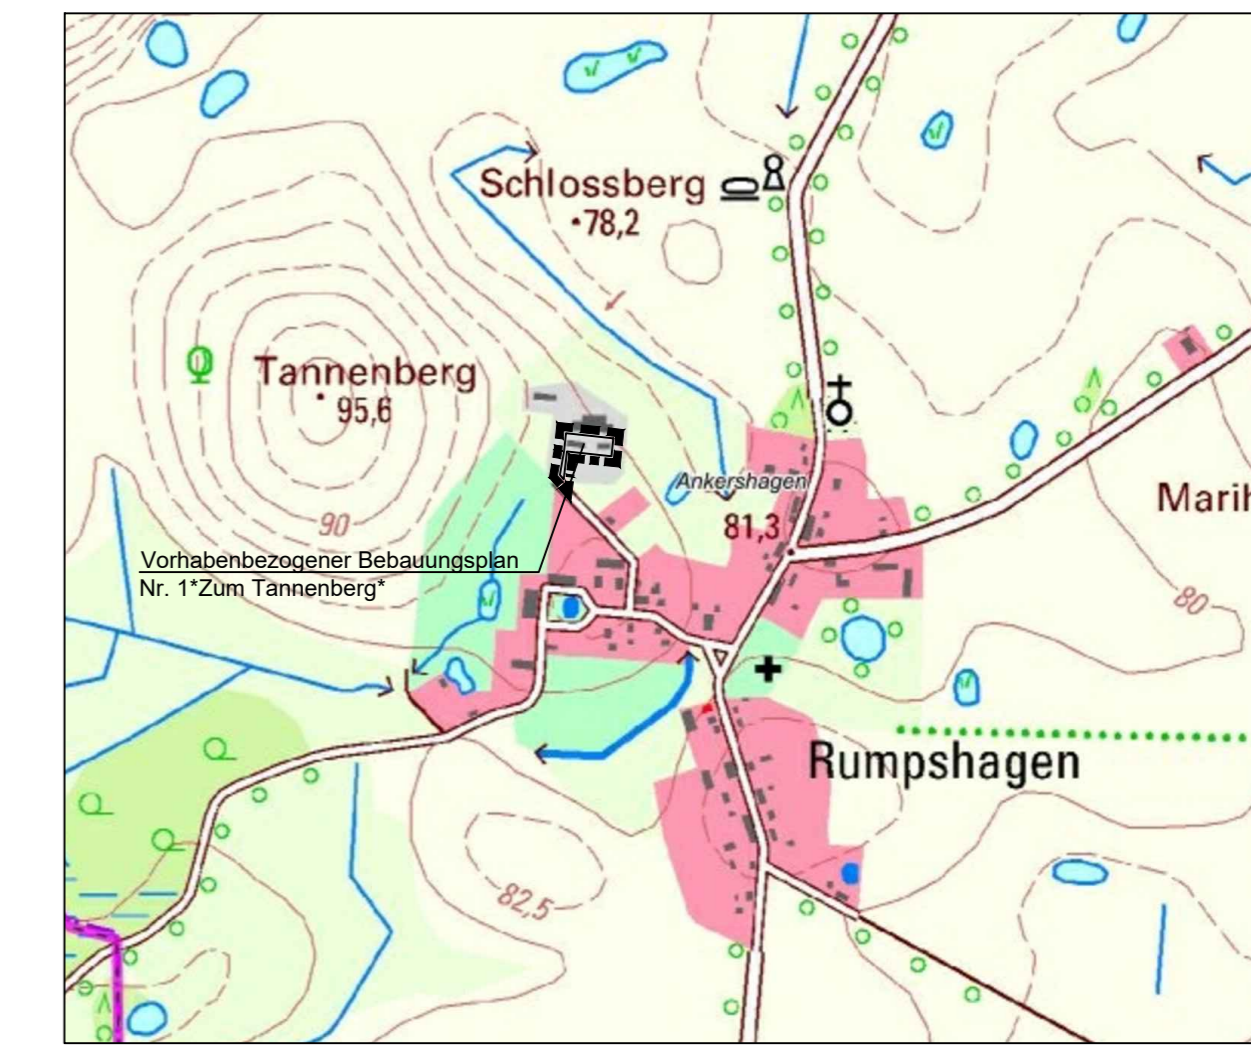 Schlossberg
78,2
Tannenberg
95,6
Ankershagen
81,3
90
Vorhabenbezogener Bebauungsplan
Nr. 1*Zum Tannenberg*
80
Rumpshagen
82,5